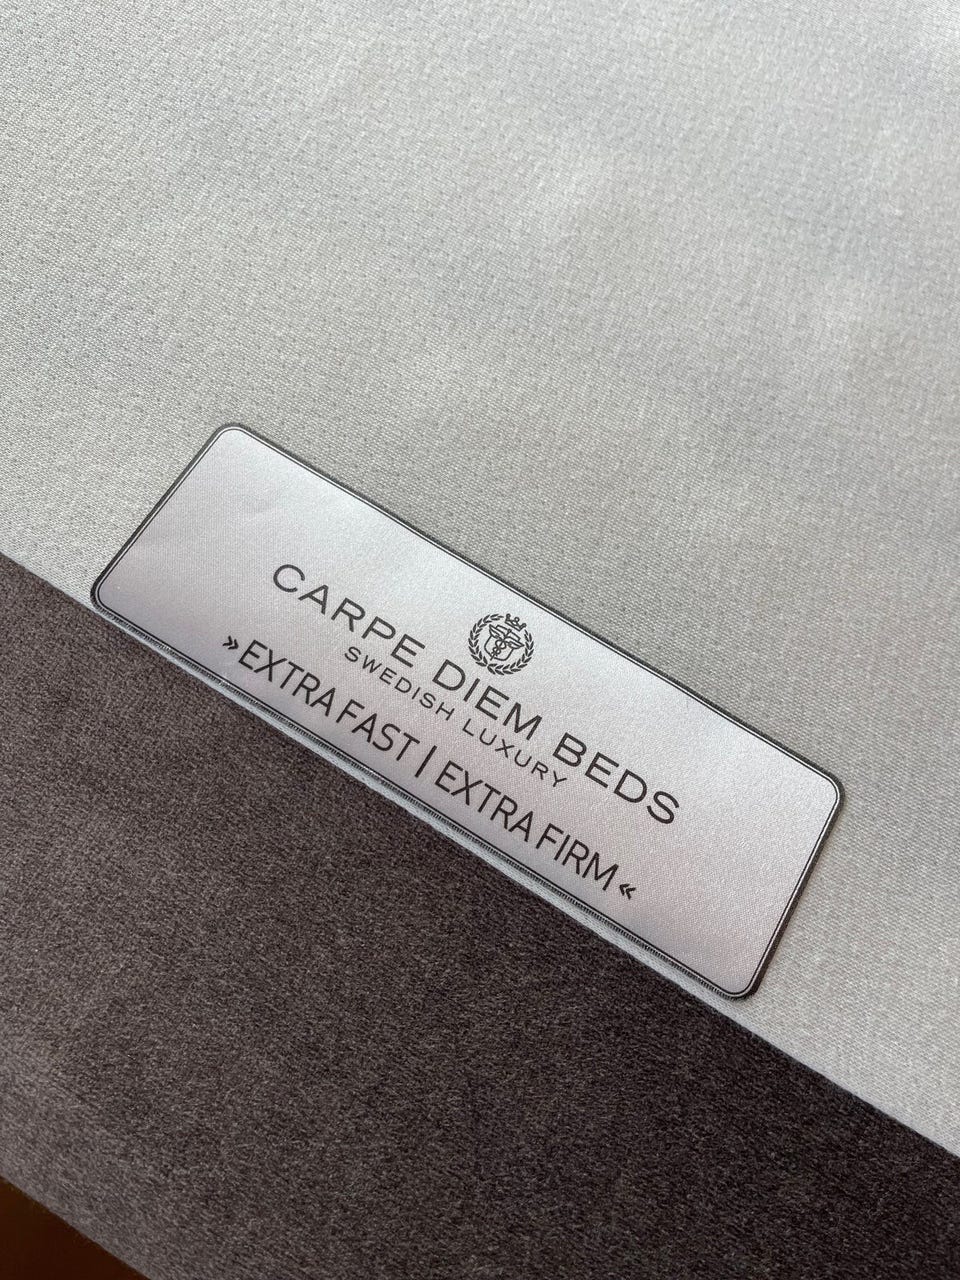 CARPE DIEM BEDS
SWEDISH LUXURY
»EXTRA FAST | EXTRA FIRM«